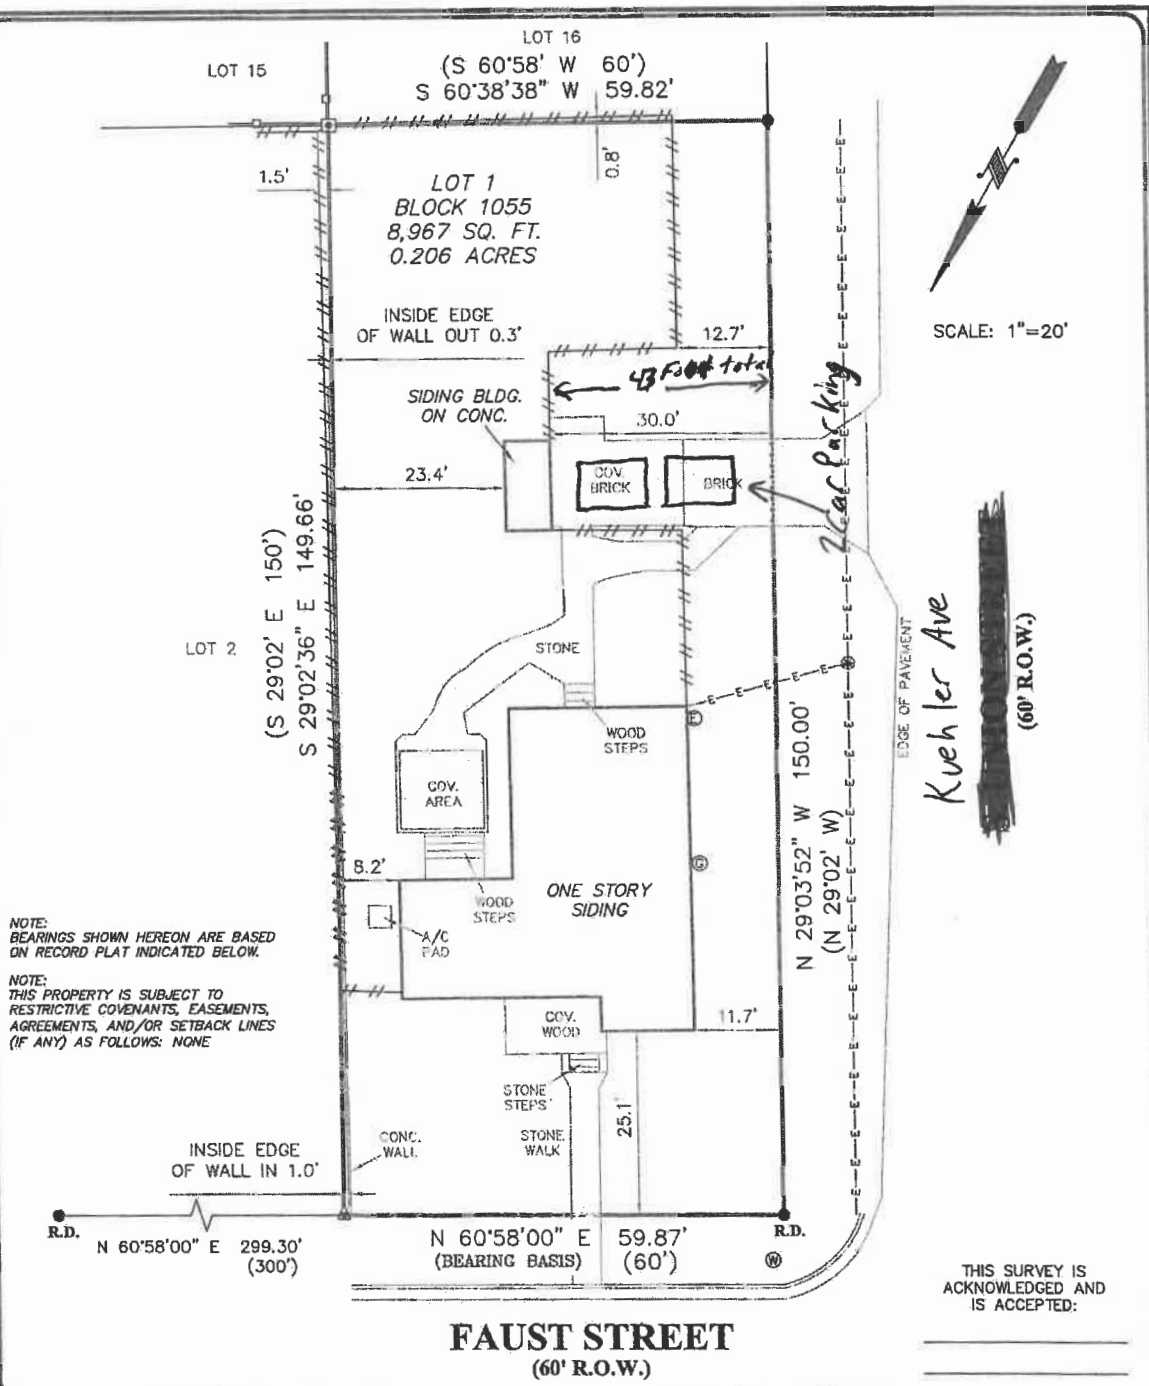 LOT 16
LOT 15
(S 60°58' W 60')
S 60°38'38" W 59.82'
1.5'
0.8'
LOT 1
BLOCK 1055
8,967 SQ. FT.
0.206 ACRES
SCALE: 1"=20'
INSIDE EDGE
OF WALL OUT 0.3'
12.7'
43 Foot total
SIDING BLDG.
ON CONC.
30.0'
23.4'
COV.
BRICK
BRICK
2 Car Parking
(S 29°02' E 150')
S 29°02'36" E 149.66'
LOT 2
STONE
WOOD
STEPS
E
E
COV.
AREA
8.2'
WOOD
STEPS
A/C
PAD
ONE STORY
SIDING
G
N 29°03'52" W 150.00'
(N 29°02' W)
EDGE OF PAVEMENT
Kuehler Ave
UNION STREET
(60' R.O.W.)
NOTE:
BEARINGS SHOWN HEREON ARE BASED
ON RECORD PLAT INDICATED BELOW.
NOTE:
THIS PROPERTY IS SUBJECT TO
RESTRICTIVE COVENANTS, EASEMENTS,
AGREEMENTS, AND/OR SETBACK LINES
(IF ANY) AS FOLLOWS: NONE
COV.
WOOD
11.7'
STONE
STEPS
25.1'
CONC.
WALL
STONE
WALK
INSIDE EDGE
OF WALL IN 1.0'
R.D.
N 60°58'00" E 299.30'
(300')
N 60°58'00" E 59.87'
(BEARING BASIS) (60')
R.D.
W
THIS SURVEY IS
ACKNOWLEDGED AND
IS ACCEPTED:
FAUST STREET
(60' R.O.W.)